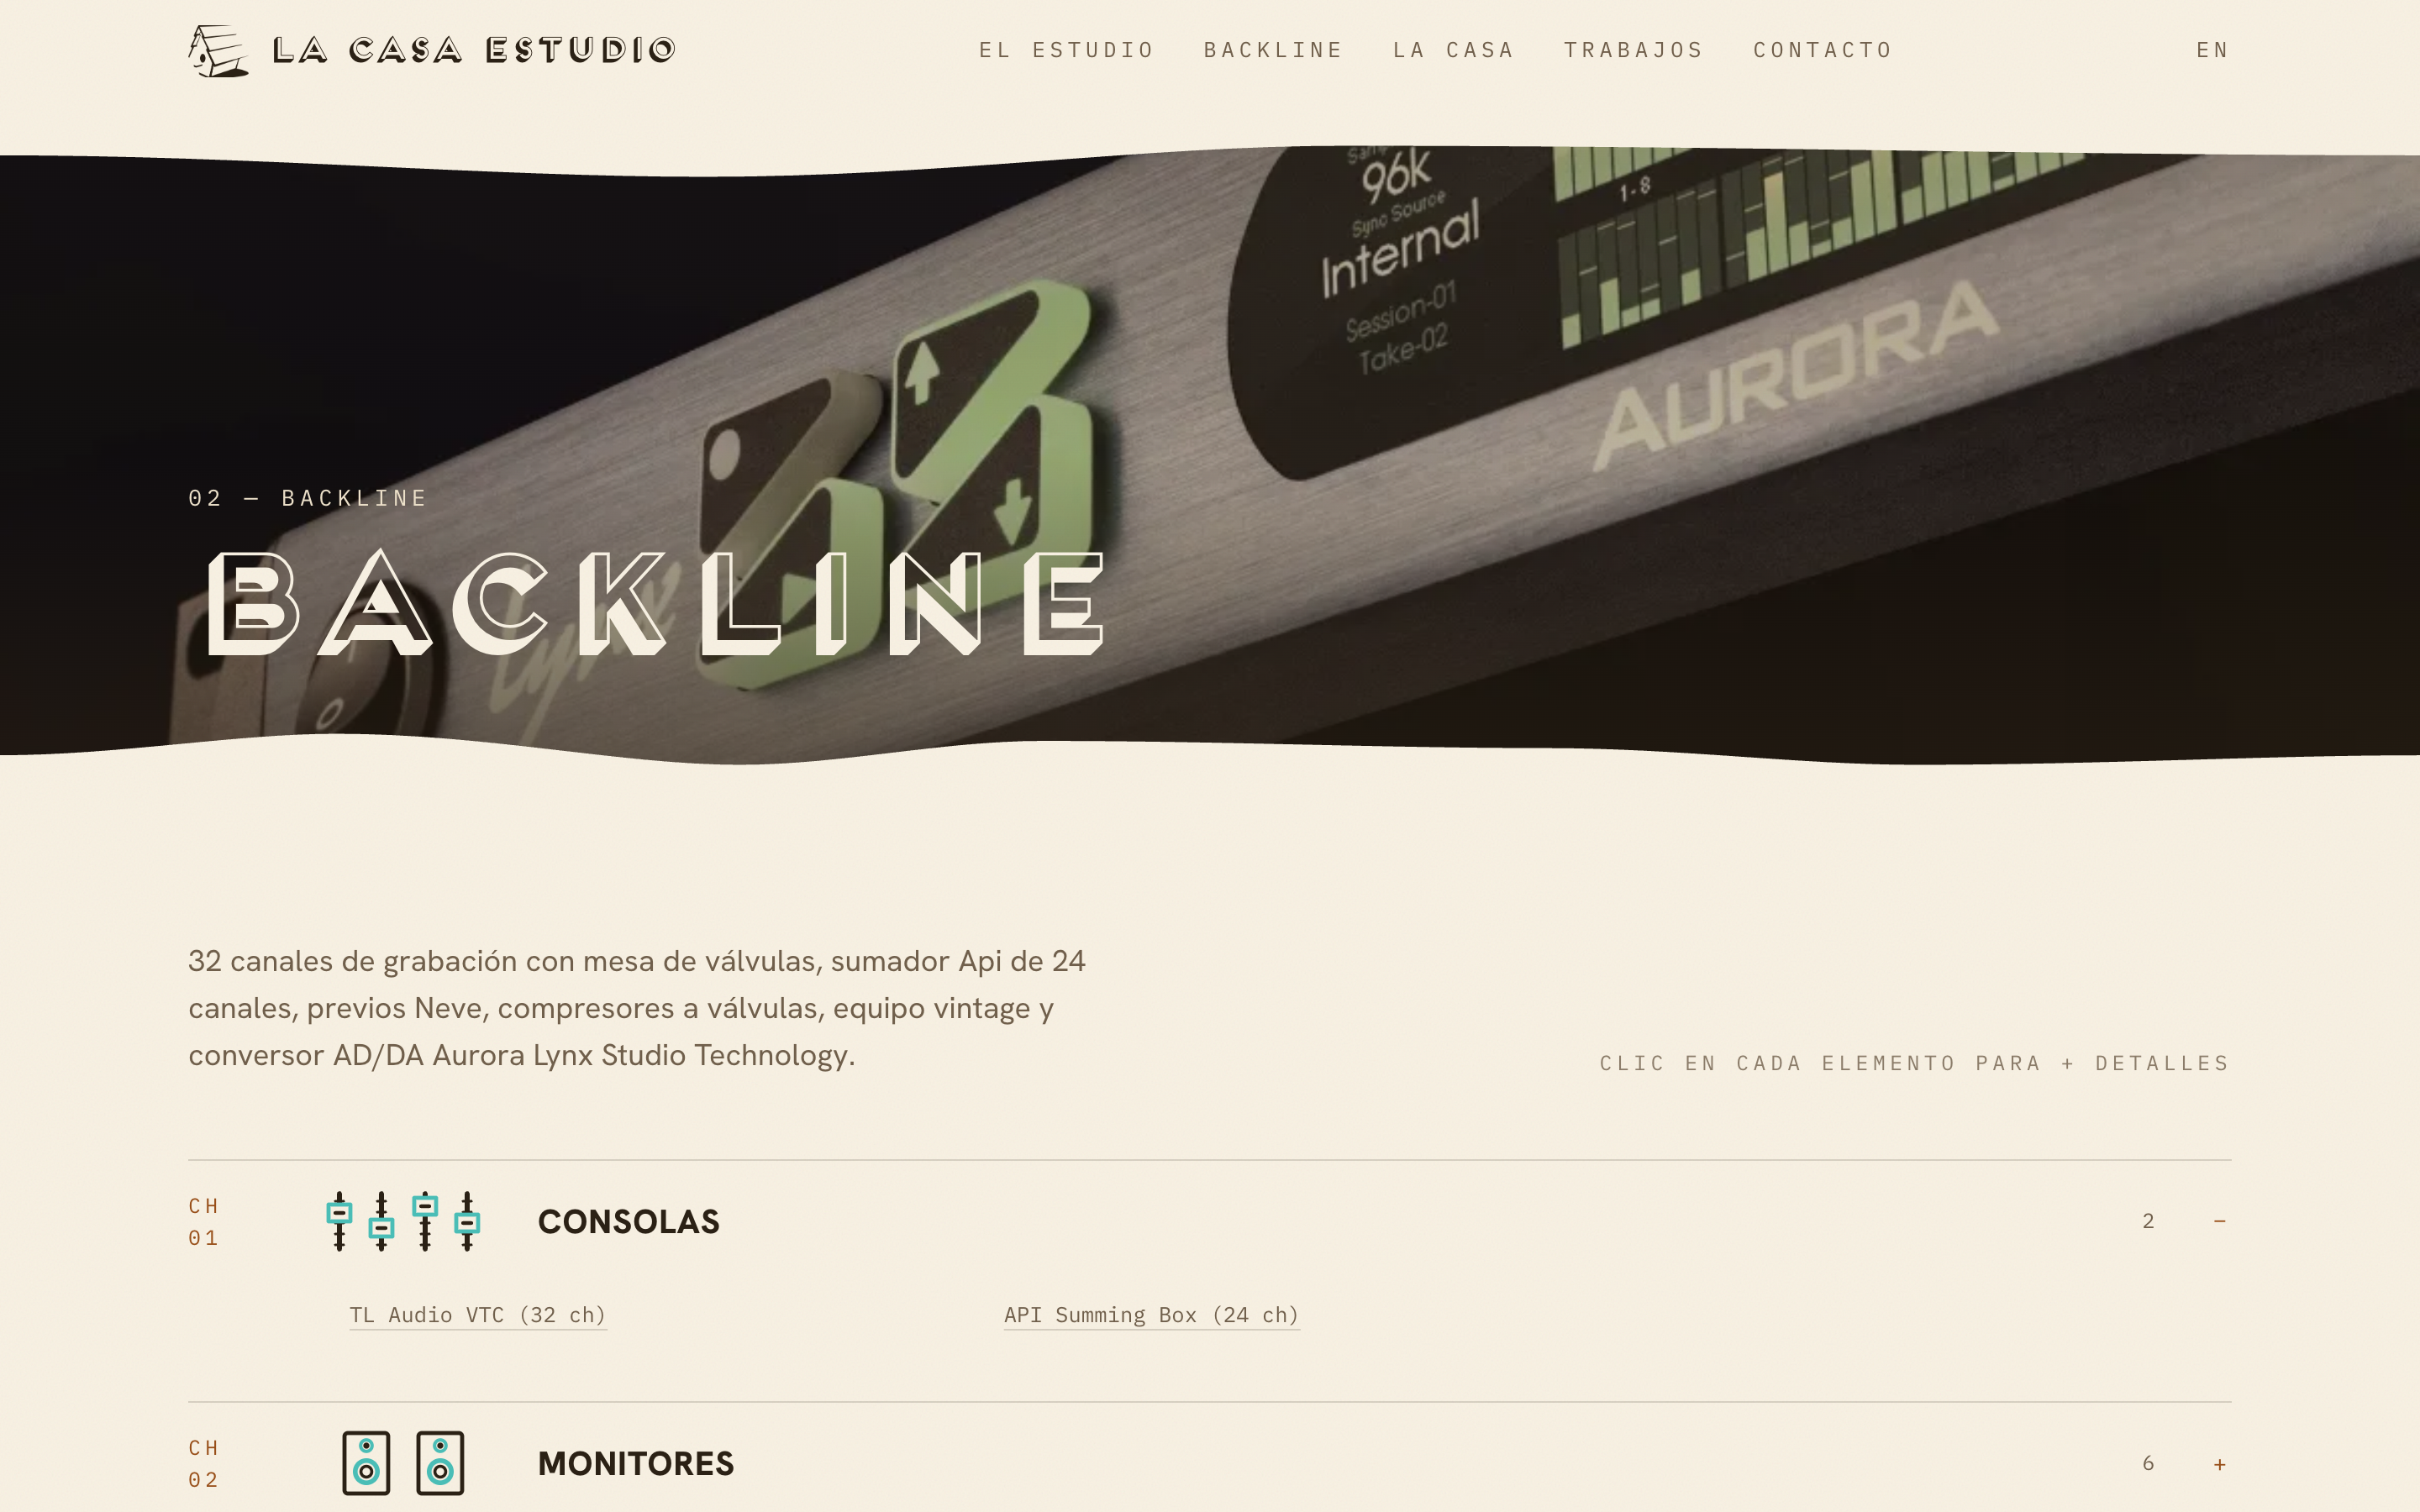 LA CASA ESTUDIO
EL ESTUDIO BACKLINE LA CASA TRABAJOS CONTACTO EN
96k
Sync Source
1-8
Internal
Session-01
Take-02
AURORA
02 — BACKLINE
BACKLINE
Lynx
32 canales de grabación con mesa de válvulas, sumador Api de 24
canales, previos Neve, compresores a válvulas, equipo vintage y
conversor AD/DA Aurora Lynx Studio Technology.
CLIC EN CADA ELEMENTO PARA + DETALLES
CH
01
CONSOLAS
2 −
TL Audio VTC (32 ch)
API Summing Box (24 ch)
CH
02
MONITORES
6 +